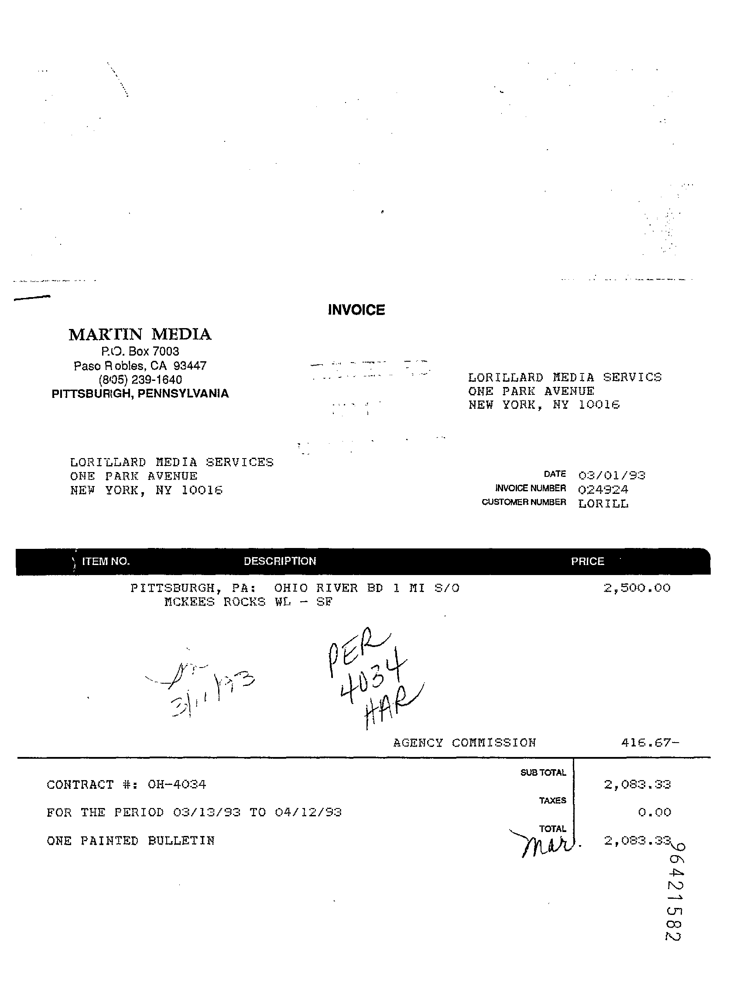 INVOICE
MARTIN MEDIA
P.O. Box 7003
Paso Robles, CA 93447
(805) 239-1640
PITTSBURGH, PENNSYLVANIA
LORILLARD MEDIA SERVICS
ONE PARK AVENUE
NEW YORK, NY 10016
LORILLARD MEDIA SERVICES
ONE PARK AVENUE
NEW YORK, NY 10016
DATE 03/01/93
INVOICE NUMBER 024924
CUSTOMER NUMBER LORILL
ITEM NO. DESCRIPTION PRICE
PITTSBURGH, PA: OHIO RIVER BD 1 MI S/O 2,500.00
MCKEES ROCKS WL - SF
PER
4034
HAR
3/11/93
AGENCY COMMISSION 416.67-
SUB TOTAL
CONTRACT #: OH-4034 2,083.33
TAXES
FOR THE PERIOD 03/13/93 TO 04/12/93 0.00
TOTAL
ONE PAINTED BULLETIN Mar. 2,083.33
96421582